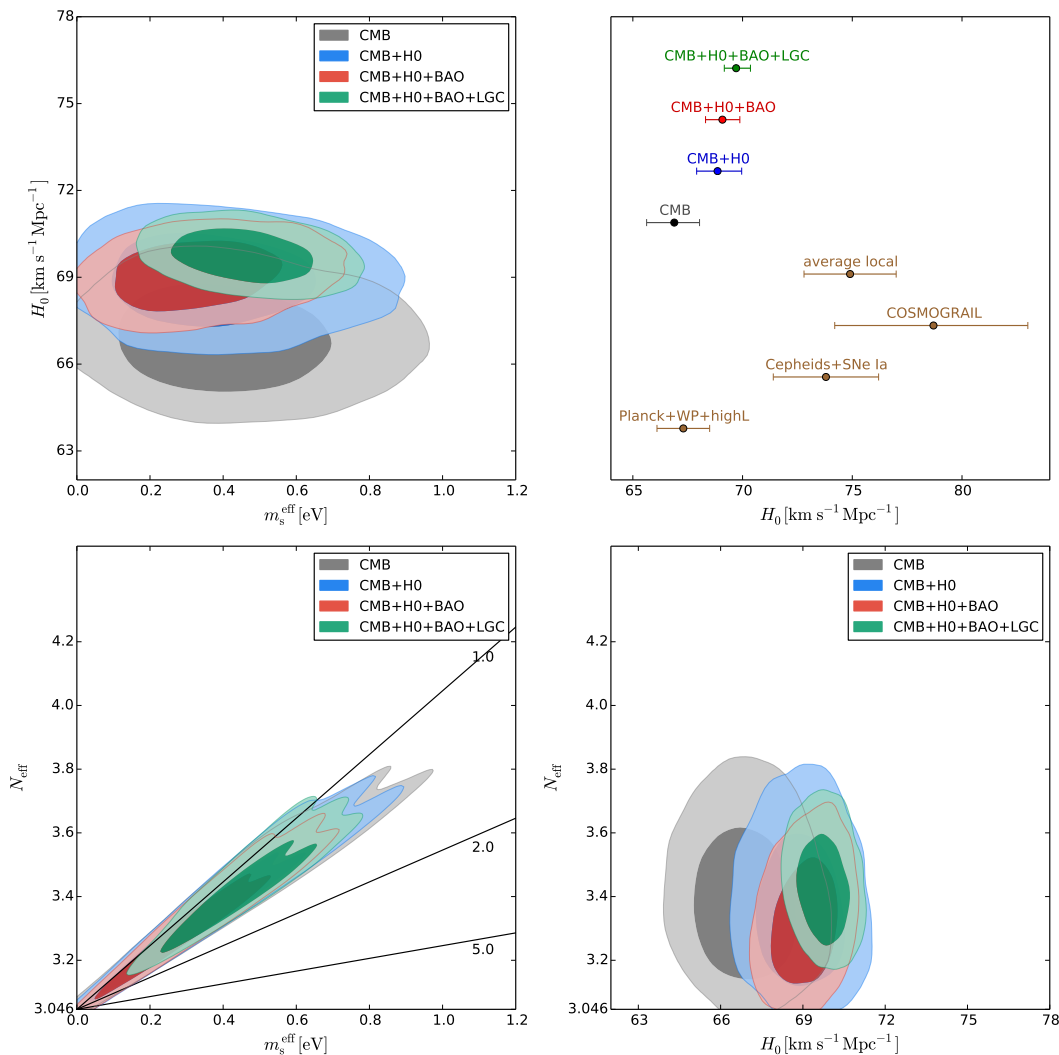 78
75
72
69
66
63
H₀ [km s⁻¹ Mpc⁻¹]
CMB
CMB+H0
CMB+H0+BAO
CMB+H0+BAO+LGC
0.0 0.2 0.4 0.6 0.8 1.0 1.2
mₛᵉᶠᶠ [eV]
CMB+H0+BAO+LGC
CMB+H0+BAO
CMB+H0
CMB
average local
COSMOGRAIL
Cepheids+SNe Ia
Planck+WP+highL
65 70 75 80
H₀ [km s⁻¹ Mpc⁻¹]
4.2
4.0
3.8
3.6
3.4
3.2
3.046
N_eff
CMB
CMB+H0
CMB+H0+BAO
CMB+H0+BAO+LGC
1.0
2.0
5.0
0.0 0.2 0.4 0.6 0.8 1.0 1.2
mₛᵉᶠᶠ [eV]
4.2
4.0
3.8
3.6
3.4
3.2
3.046
N_eff
CMB
CMB+H0
CMB+H0+BAO
CMB+H0+BAO+LGC
63 66 69 72 75 78
H₀ [km s⁻¹ Mpc⁻¹]